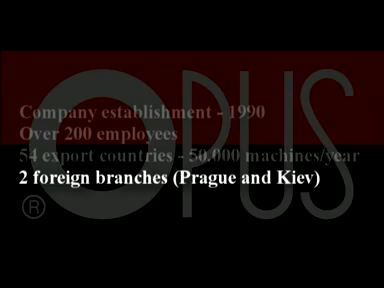 OPUS
®
Company establishment - 1990
Over 200 employees
54 export countries - 50.000 machines/year
2 foreign branches (Prague and Kiev)